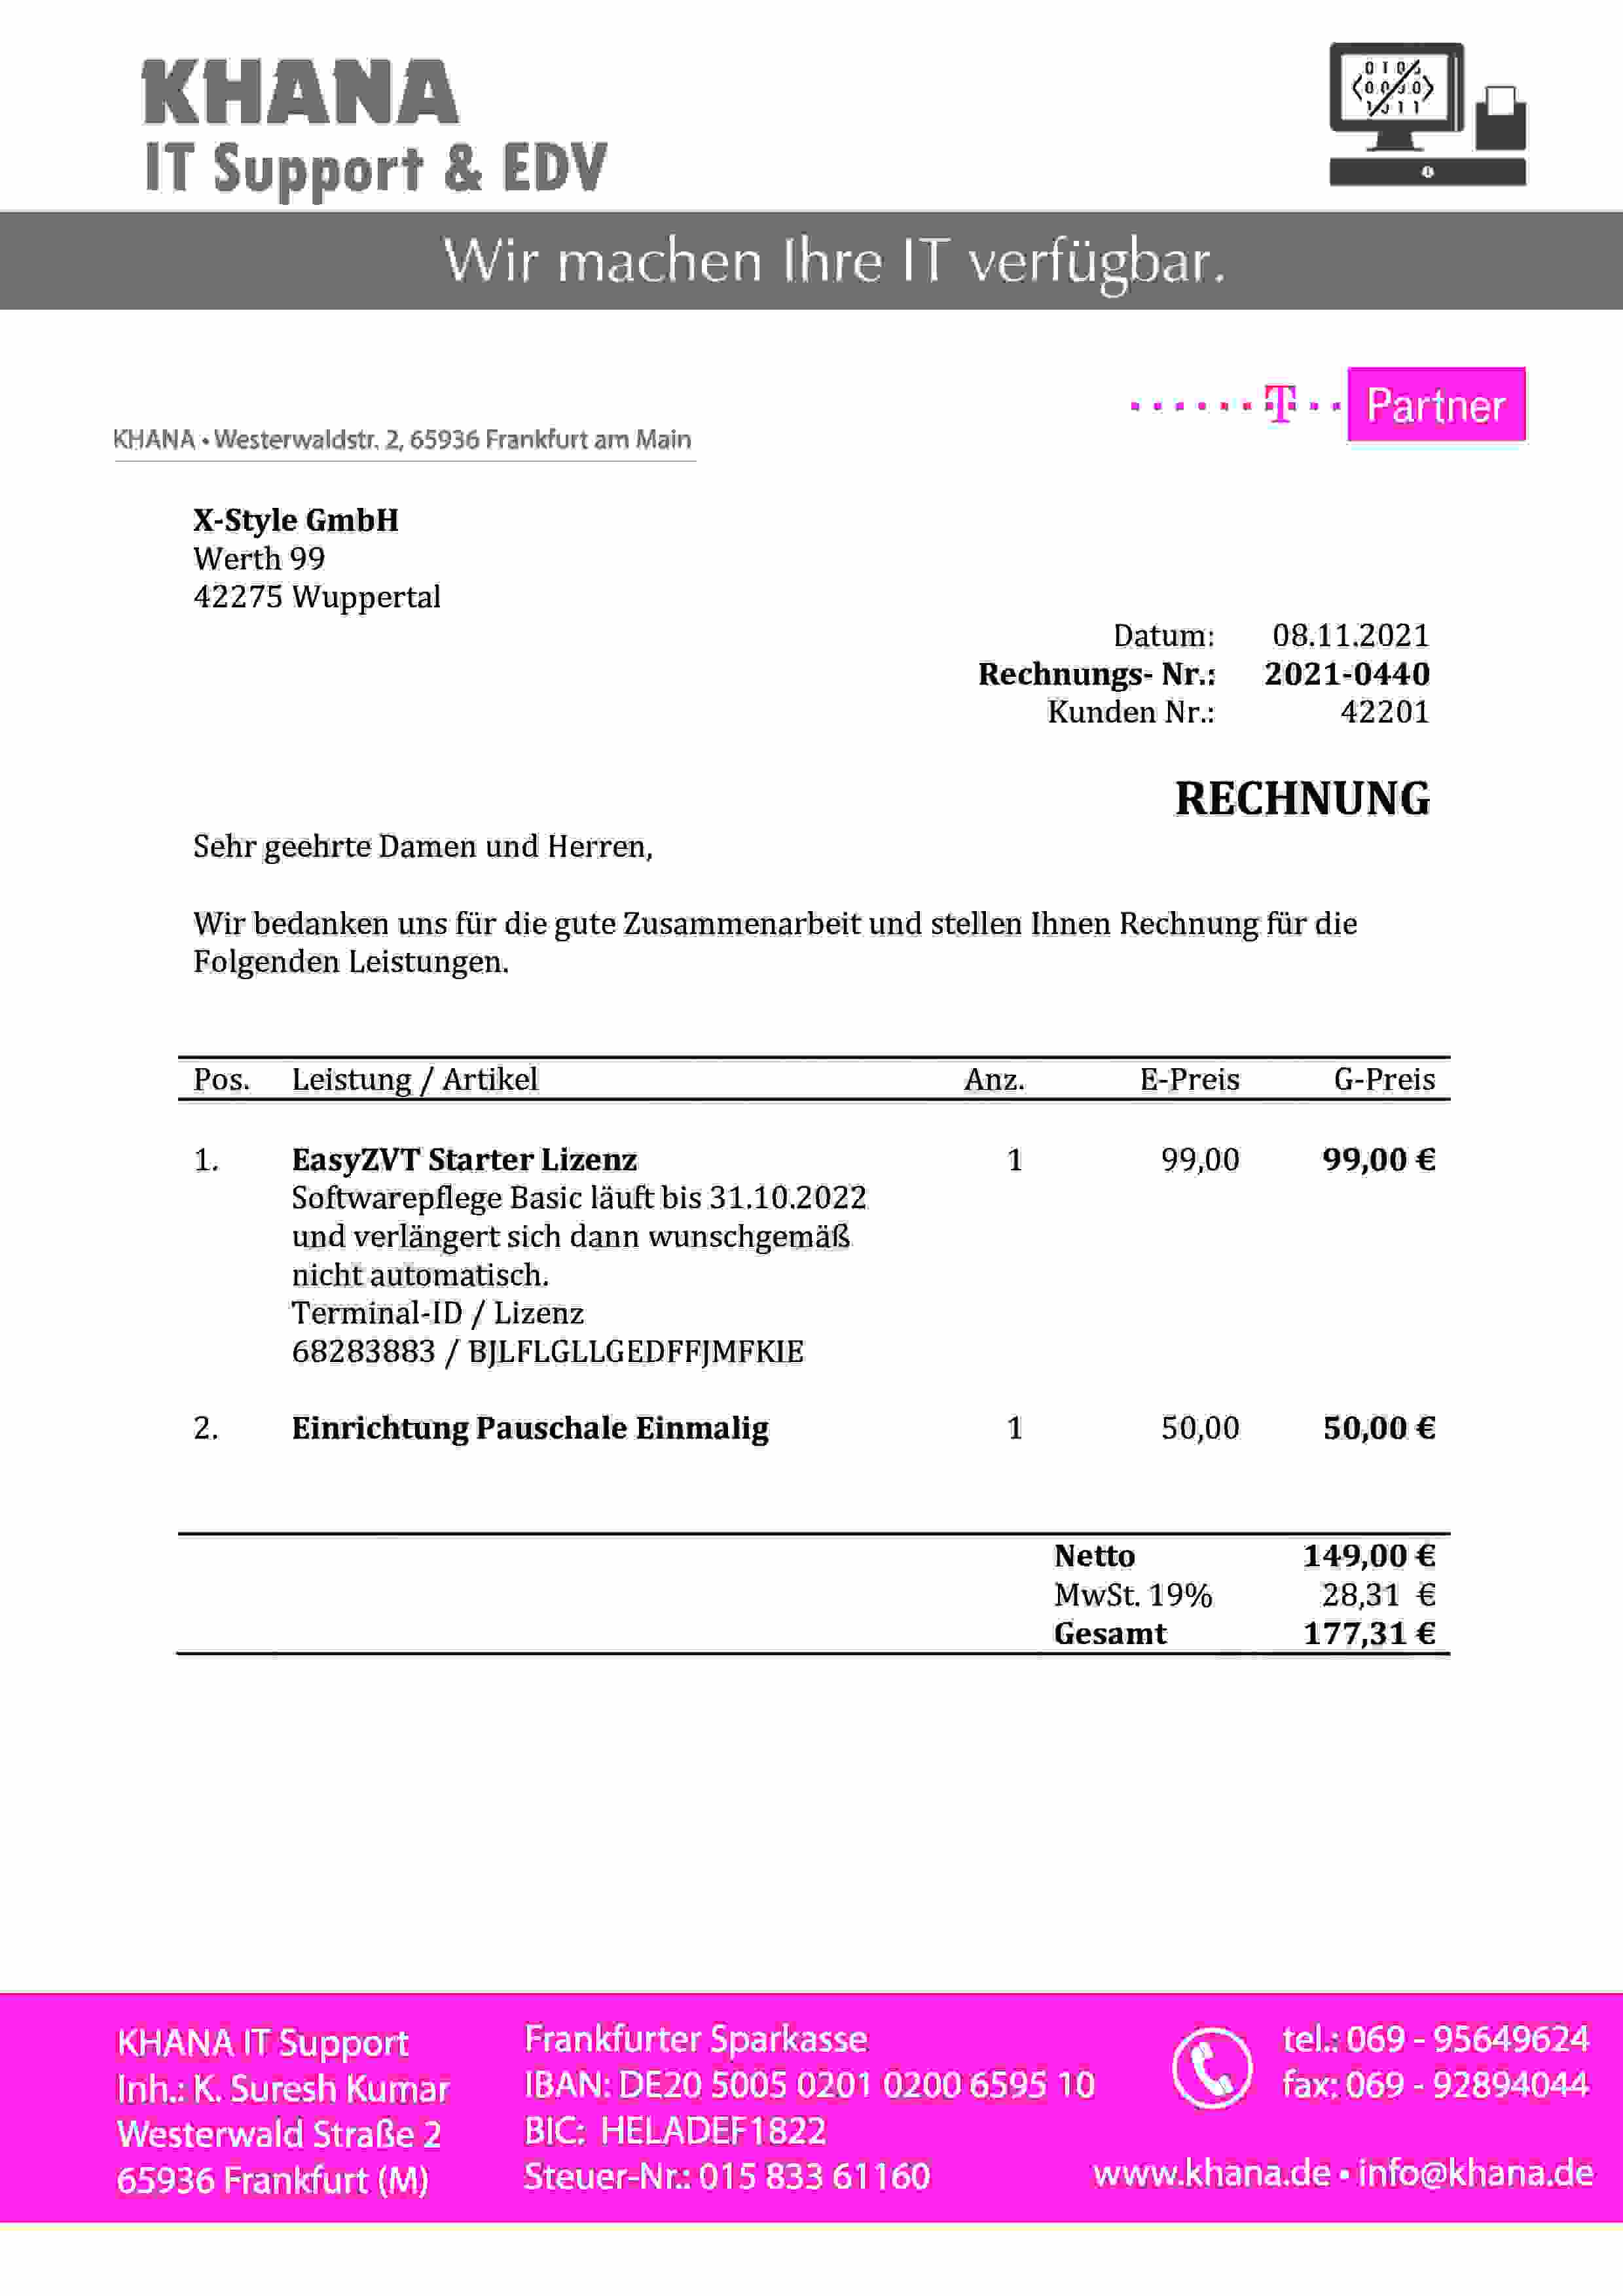 KHANA
IT Support & EDV
Wir machen Ihre IT verfügbar.
T Partner
KHANA • Westerwaldstr. 2, 65936 Frankfurt am Main
X-Style GmbH
Werth 99
42275 Wuppertal
Datum: 08.11.2021
Rechnungs- Nr.: 2021-0440
Kunden Nr.: 42201
RECHNUNG
Sehr geehrte Damen und Herren,
Wir bedanken uns für die gute Zusammenarbeit und stellen Ihnen Rechnung für die
Folgenden Leistungen.
Pos. Leistung / Artikel Anz. E-Preis G-Preis
1. EasyZVT Starter Lizenz 1 99,00 99,00 €
Softwarepflege Basic läuft bis 31.10.2022
und verlängert sich dann wunschgemäß
nicht automatisch.
Terminal-ID / Lizenz
68283883 / BJLFLGLLGEDFFJMFKIE
2. Einrichtung Pauschale Einmalig 1 50,00 50,00 €
Netto 149,00 €
MwSt. 19% 28,31 €
Gesamt 177,31 €
KHANA IT Support
Inh.: K. Suresh Kumar
Westerwald Straße 2
65936 Frankfurt (M)
Frankfurter Sparkasse
IBAN: DE20 5005 0201 0200 6595 10
BIC: HELADEF1822
Steuer-Nr.: 015 833 61160
tel.: 069 - 95649624
fax: 069 - 92894044
www.khana.de • info@khana.de